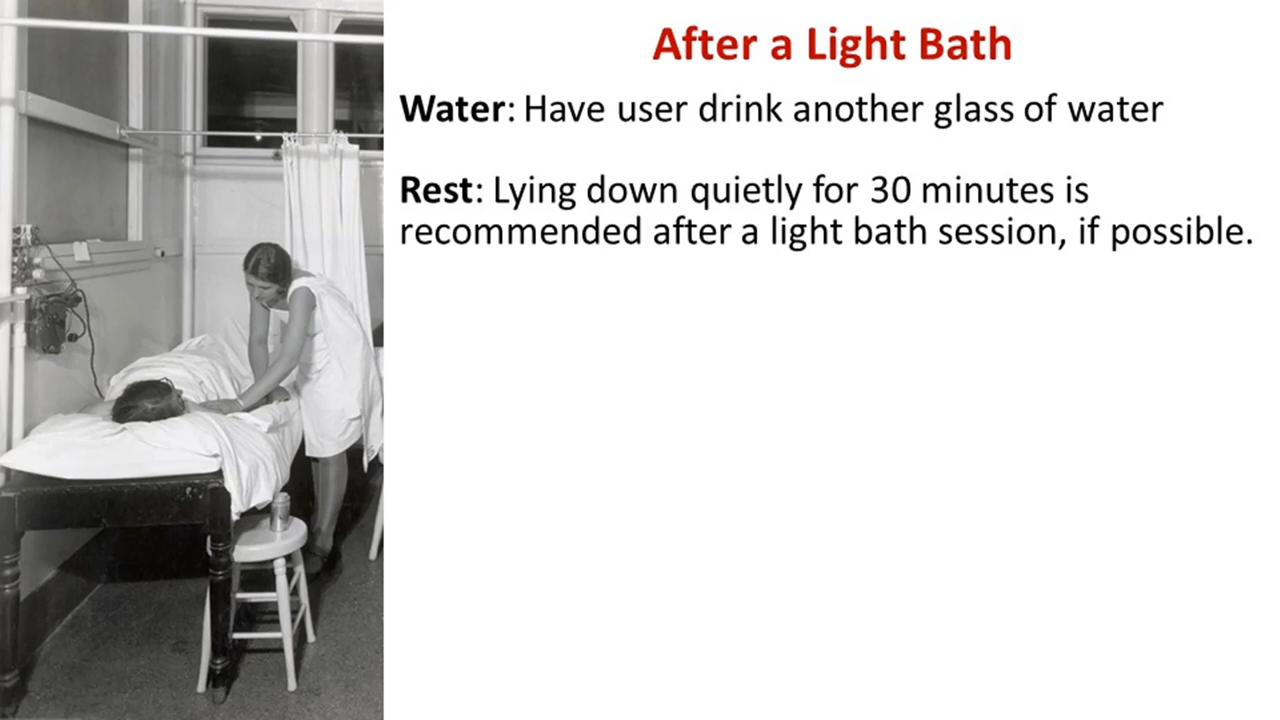 After a Light Bath
Water: Have user drink another glass of water
Rest: Lying down quietly for 30 minutes is
recommended after a light bath session, if possible.